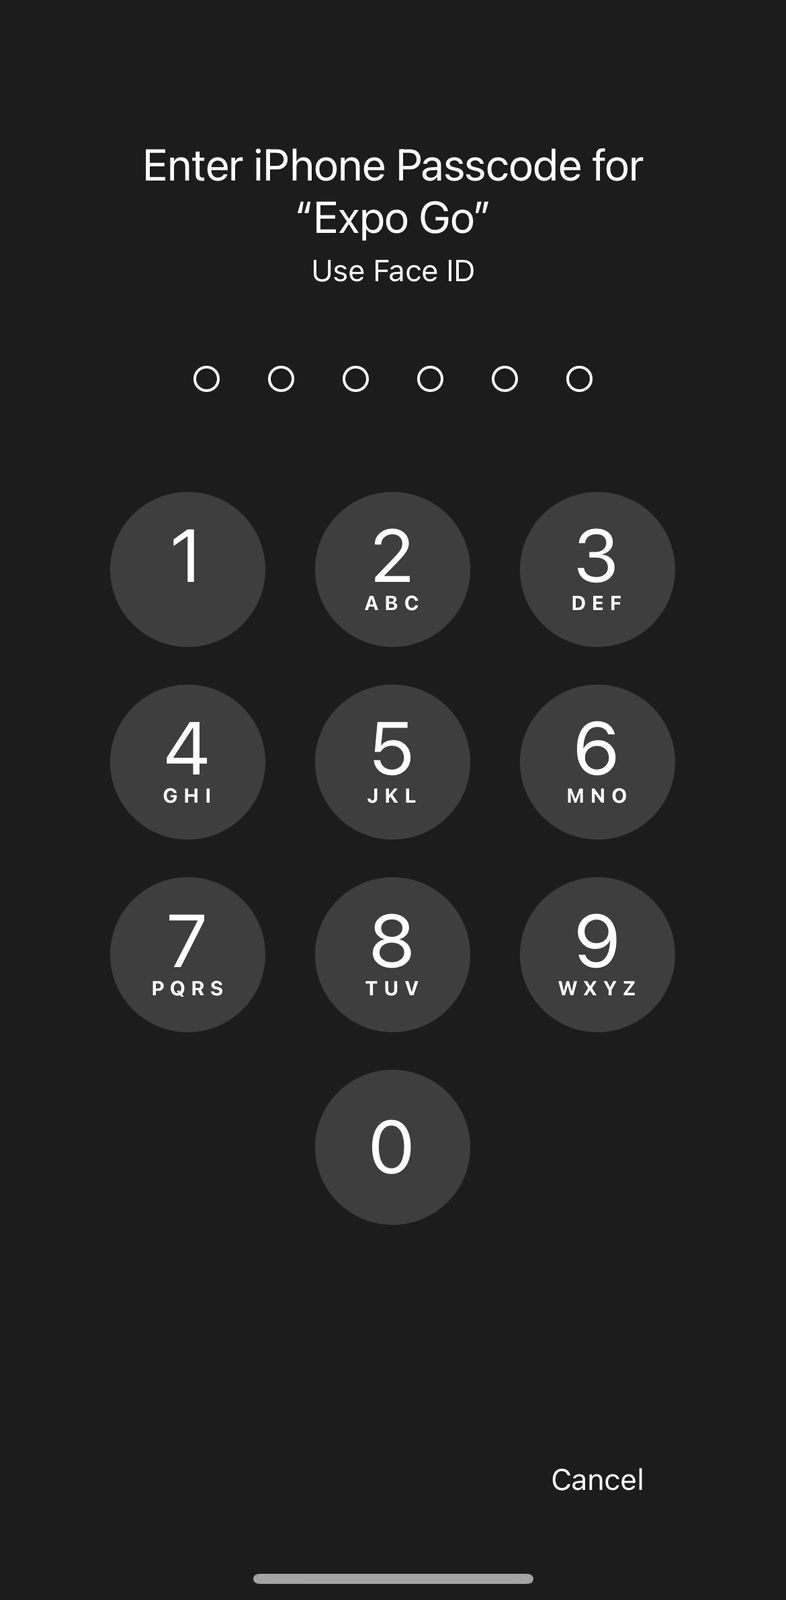 Enter iPhone Passcode for
“Expo Go”
Use Face ID
1 2 3
ABC DEF
4 5 6
GHI JKL MNO
7 8 9
PQRS TUV WXYZ
0
Cancel